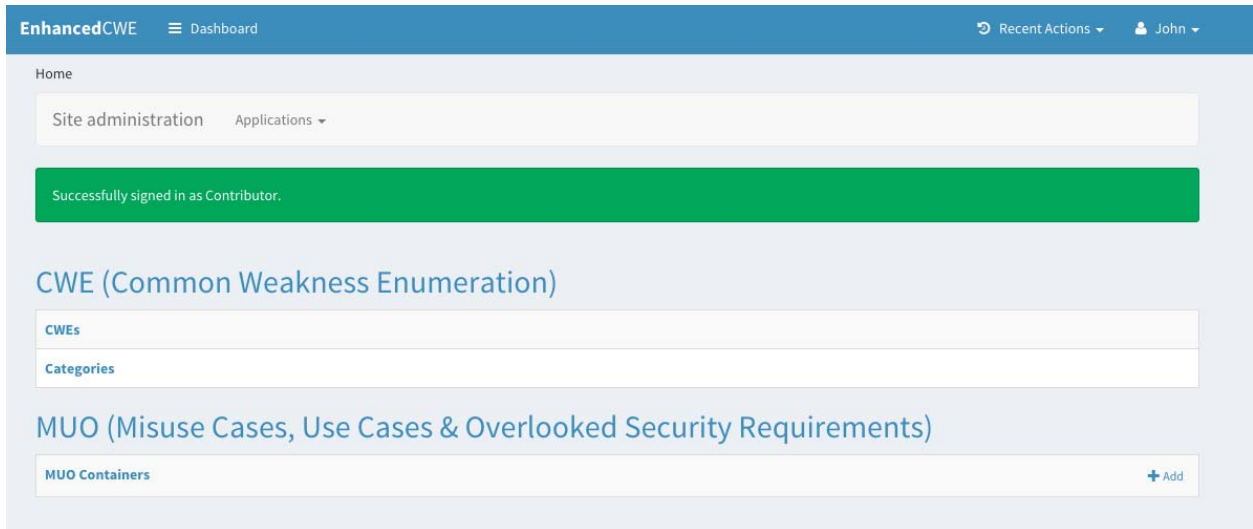 EnhancedCWE Dashboard Recent Actions John
Home
Site administration Applications
Successfully signed in as Contributor.
CWE (Common Weakness Enumeration)
CWEs
Categories
MUO (Misuse Cases, Use Cases & Overlooked Security Requirements)
MUO Containers + Add